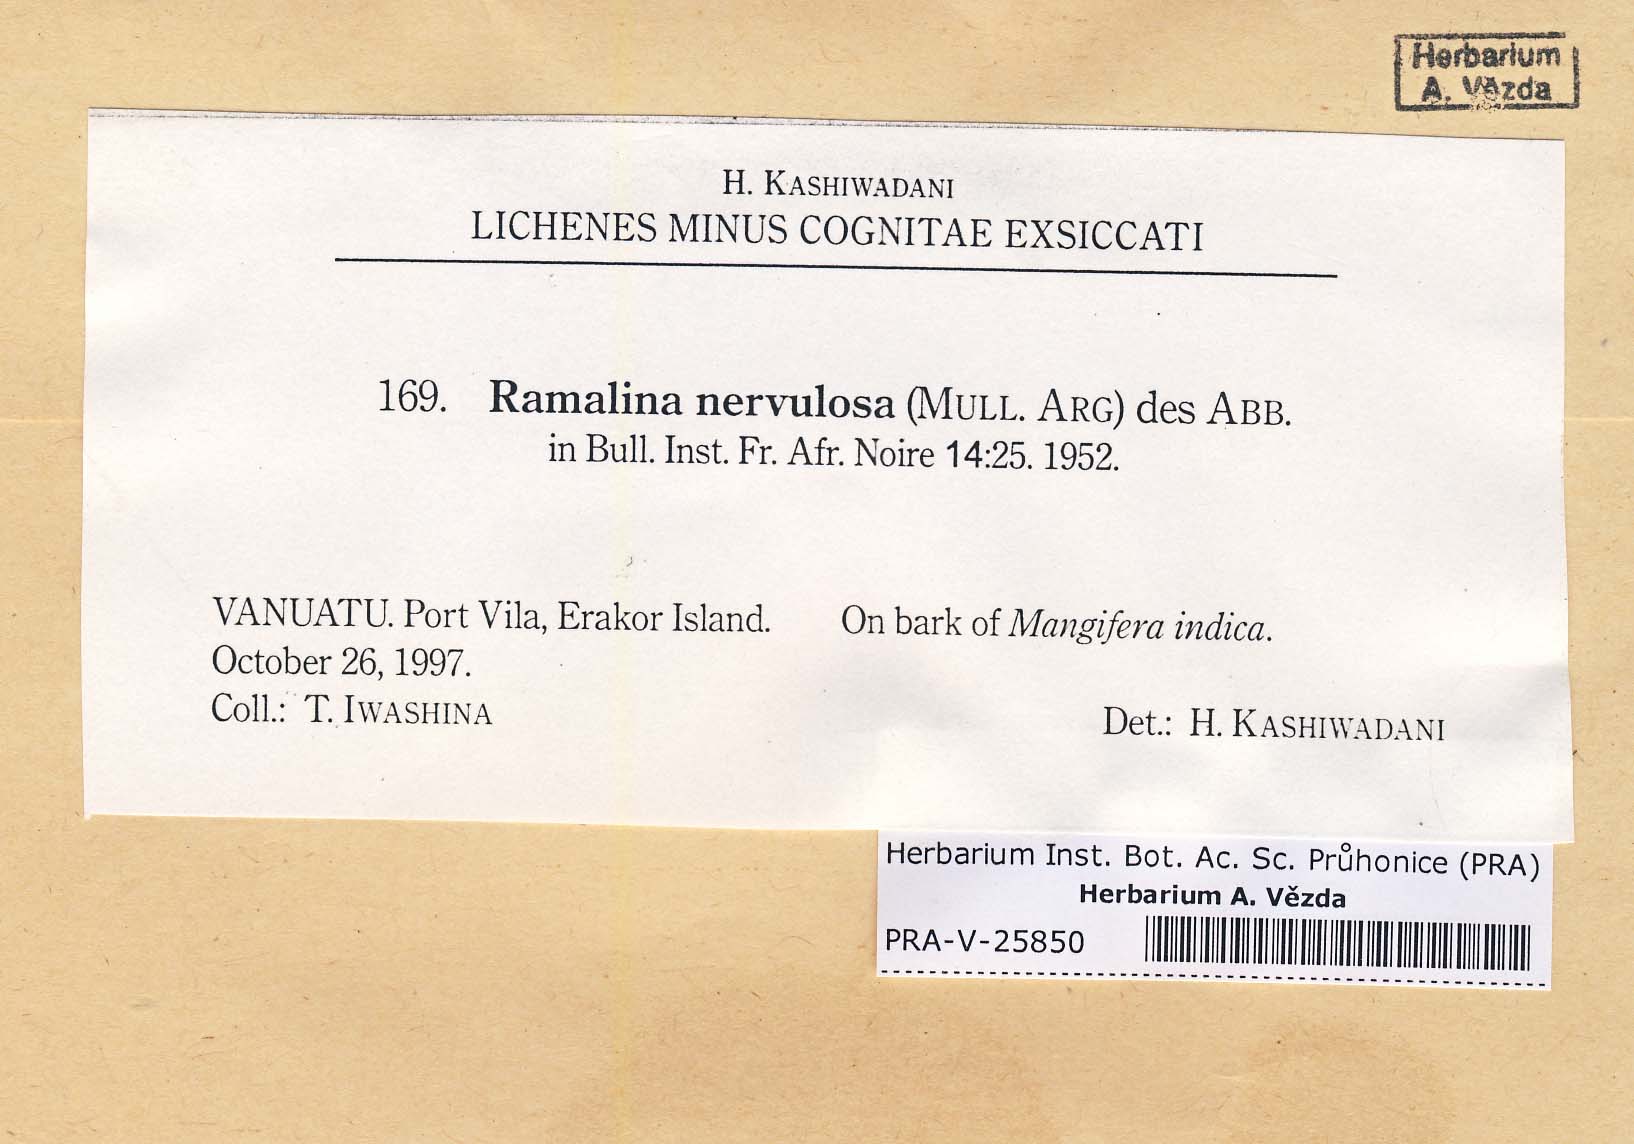 Herbarium
A. Vězda
H. KASHIWADANI
LICHENES MINUS COGNITAE EXSICCATI
169. Ramalina nervulosa (MULL. ARG) des ABB.
in Bull. Inst. Fr. Afr. Noire 14:25. 1952.
VANUATU. Port Vila, Erakor Island. On bark of Mangifera indica.
October 26, 1997.
Coll.: T. IWASHINA
Det.: H. KASHIWADANI
Herbarium Inst. Bot. Ac. Sc. Průhonice (PRA)
Herbarium A. Vězda
PRA-V-25850